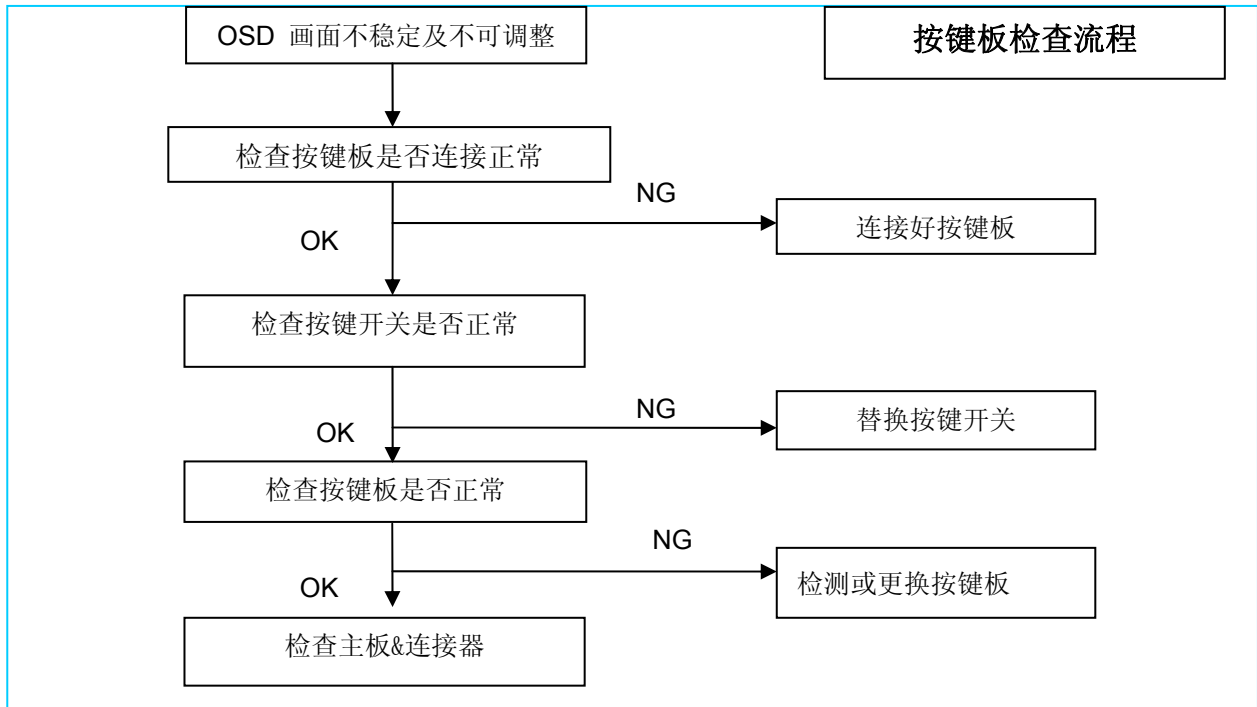 OSD 画面不稳定及不可调整
按键板检查流程
检查按键板是否连接正常
NG
连接好按键板
OK
检查按键开关是否正常
NG
替换按键开关
OK
检查按键板是否正常
NG
检测或更换按键板
OK
检查主板&连接器